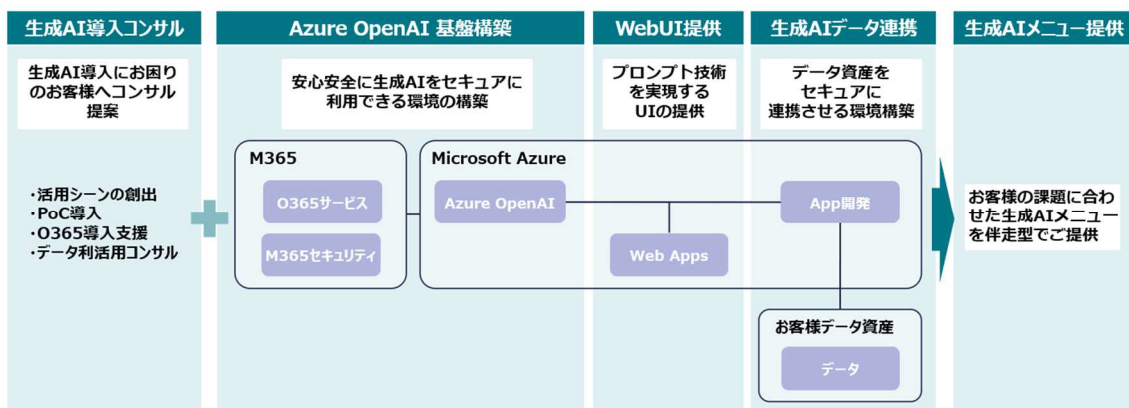 生成AI導入コンサル
生成AI導入にお困り
のお客様へコンサル
提案
・活用シーンの創出
・PoC導入
・O365導入支援
・データ利活用コンサル
Azure OpenAI 基盤構築
安心安全に生成AIをセキュアに
利用できる環境の構築
M365
O365サービス
M365セキュリティ
Microsoft Azure
Azure OpenAI
WebUI提供
プロンプト技術
を実現する
UIの提供
Web Apps
生成AIデータ連携
データ資産を
セキュアに
連携させる環境構築
App開発
お客様データ資産
データ
生成AIメニュー提供
お客様の課題に合わ
せた生成AIメニュー
を伴走型でご提供